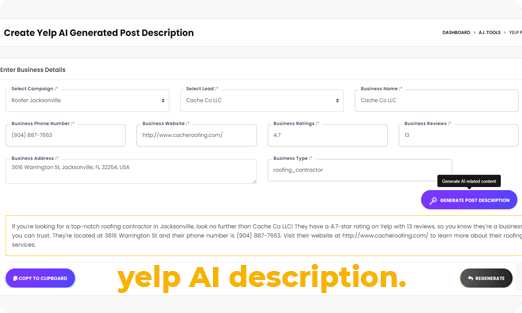 Create Yelp AI Generated Post Description
DASHBOARD > A.I. TOOLS > YELP
Enter Business Details
Select Campaign :*
Select Lead :*
Business Name :*
Roofer Jacksonville
Cache Co LLC
Cache Co LLC
Business Phone Number :*
Business Website :*
Business Ratings :*
Business Reviews :*
(904) 887-7663
http://www.cacheroofing.com/
4.7
13
Business Address :*
Business Type :*
3616 Warrington St, Jacksonville, FL 32254, USA
roofing_contractor
Generate AI related content
GENERATE POST DESCRIPTION
If you're looking for a top-notch roofing contractor in Jacksonville, look no further than Cache Co LLC! They have a 4.7-star rating on Yelp with 13 reviews, so you know they're a business
you can trust. They're located at 3616 Warrington St and their phone number is (904) 887-7663. Visit their website at http://www.cacheroofing.com/ to learn more about their roofing
services.
COPY TO CLIPBOARD
yelp AI description.
REGENERATE